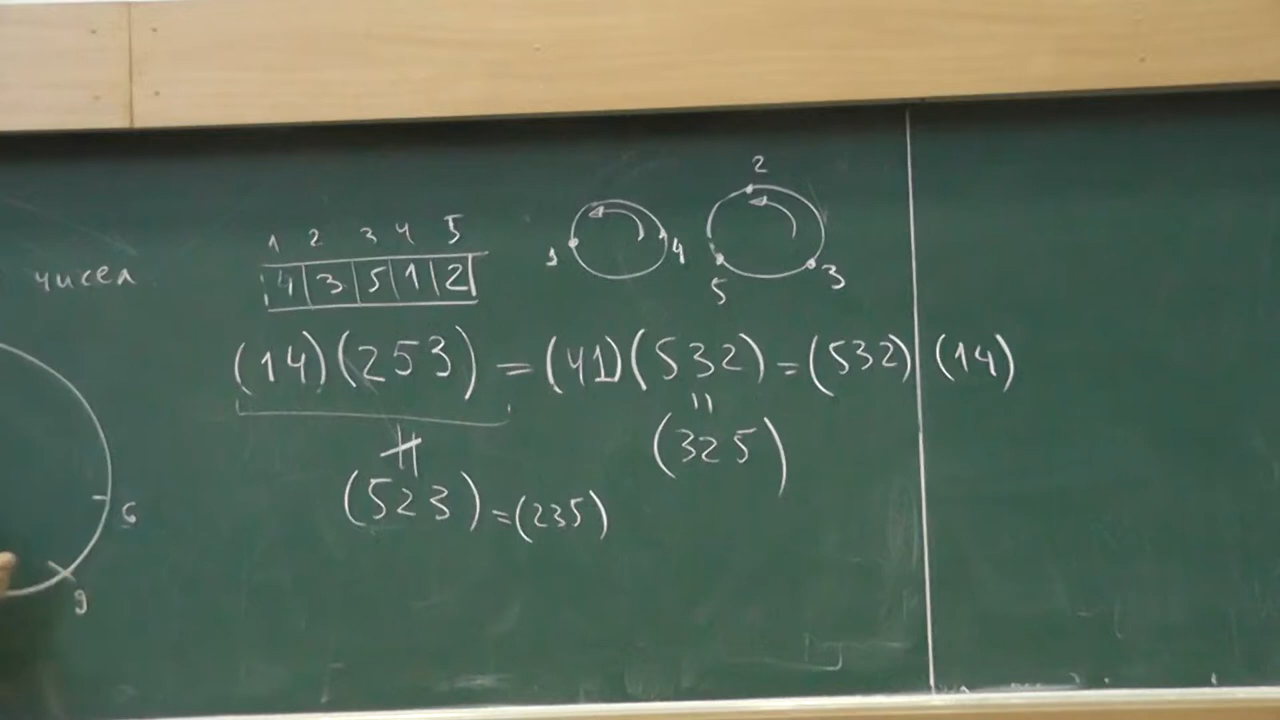 2
1 2 3 4 5
1 4
чисел
4 3 5 1 2
5 3
(14)(253) = (41)(532) = (532)(14)
॥
(325)
≠
(523) = (235)
6
9